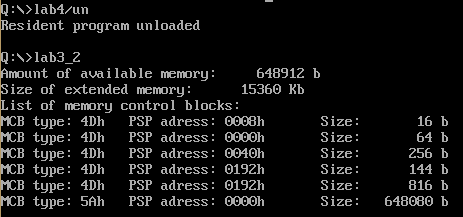 Q:\>lab4/un
Resident program unloaded
Q:\>lab3_2
Amount of available memory: 648912 b
Size of extended memory: 15360 Kb
List of memory control blocks:
MCB type: 4Dh PSP adress: 0008h Size: 16 b
MCB type: 4Dh PSP adress: 0000h Size: 64 b
MCB type: 4Dh PSP adress: 0040h Size: 256 b
MCB type: 4Dh PSP adress: 0192h Size: 144 b
MCB type: 4Dh PSP adress: 0192h Size: 816 b
MCB type: 5Ah PSP adress: 0000h Size: 648080 b